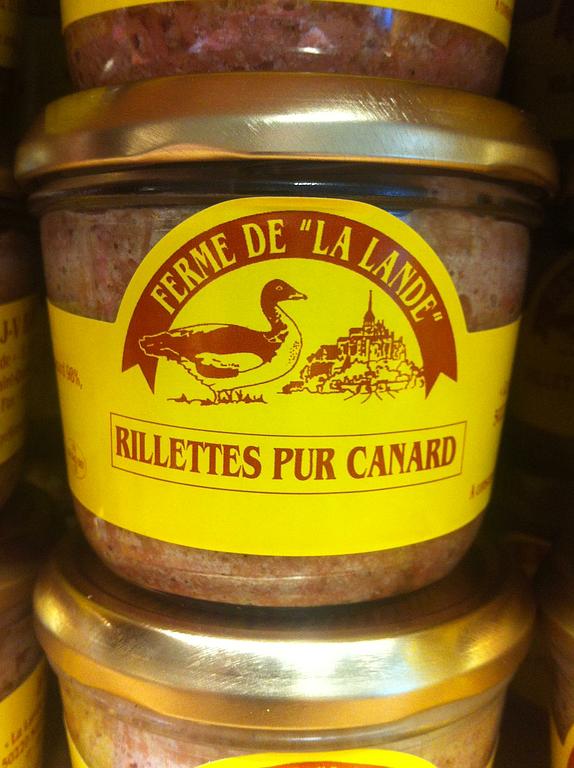 FERME DE "LA LANDE"
RILLETTES PUR CANARD